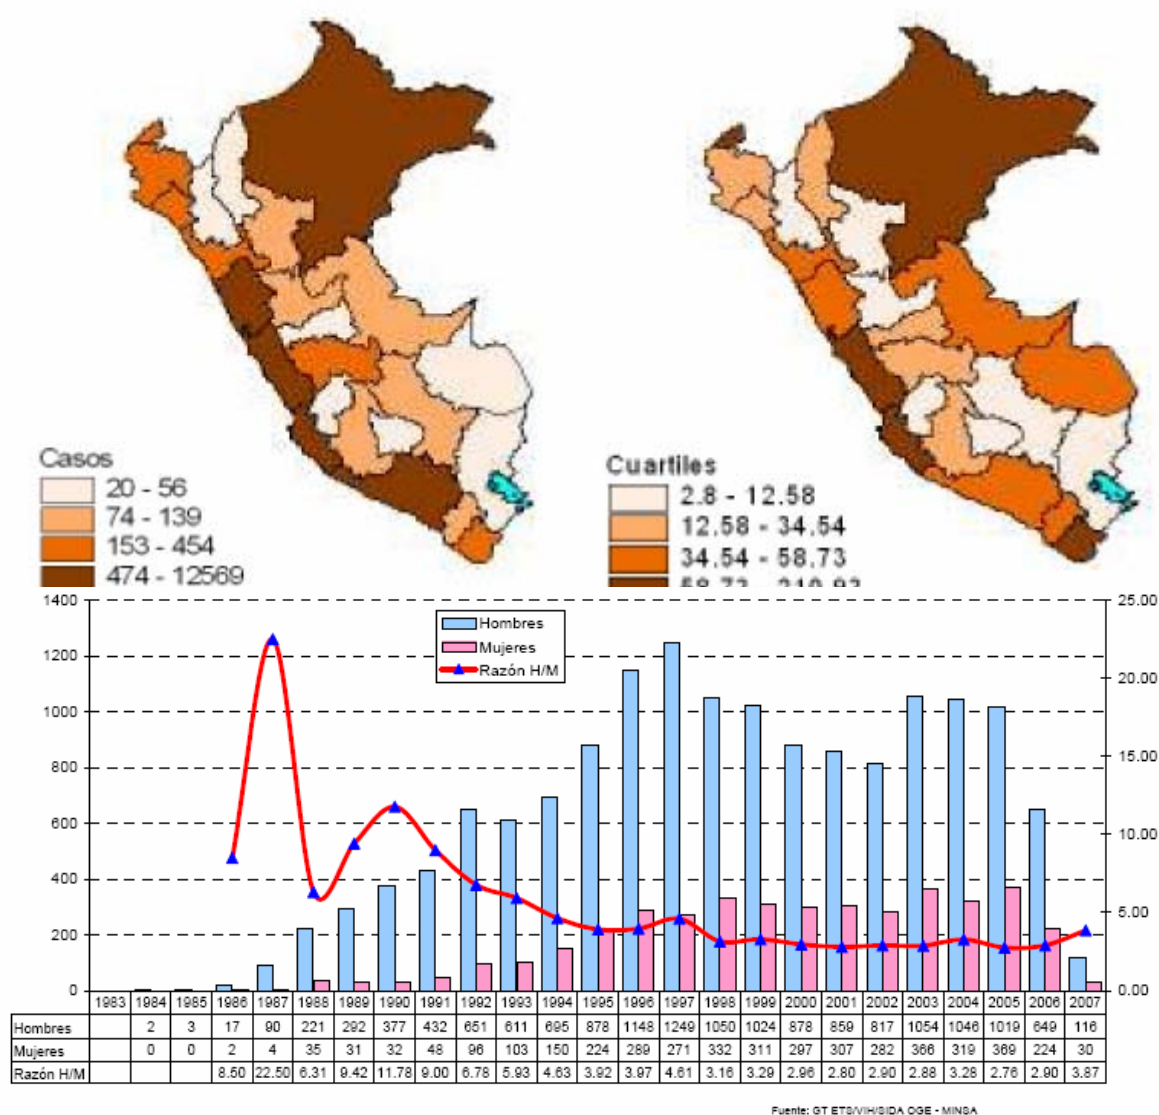 Casos
20 - 56
74 - 139
153 - 454
474 - 12569
Cuartiles
2.8 - 12.58
12,58 - 34,54
34,54 - 58,73
58,73 - 210,93
1400
1200
1000
800
600
400
200
0
25.00
20.00
15.00
10.00
5.00
0.00
Hombres
Mujeres
Razón H/M
1983 1984 1985 1986 1987 1988 1989 1990 1991 1992 1993 1994 1995 1996 1997 1998 1999 2000 2001 2002 2003 2004 2005 2006 2007
Hombres 2 3 17 90 221 292 377 432 651 611 695 878 1148 1249 1050 1024 878 859 817 1054 1046 1019 649 116
Mujeres 0 0 2 4 35 31 32 48 96 103 150 224 289 271 332 311 297 307 282 366 319 369 224 30
Razón H/M 8.50 22.50 6.31 9.42 11.78 9.00 6.78 5.93 4.63 3.92 3.97 4.61 3.16 3.29 2.96 2.80 2.90 2.88 3.28 2.76 2.90 3.87
Fuente: GT ETS/VIH/SIDA OGE - MINSA